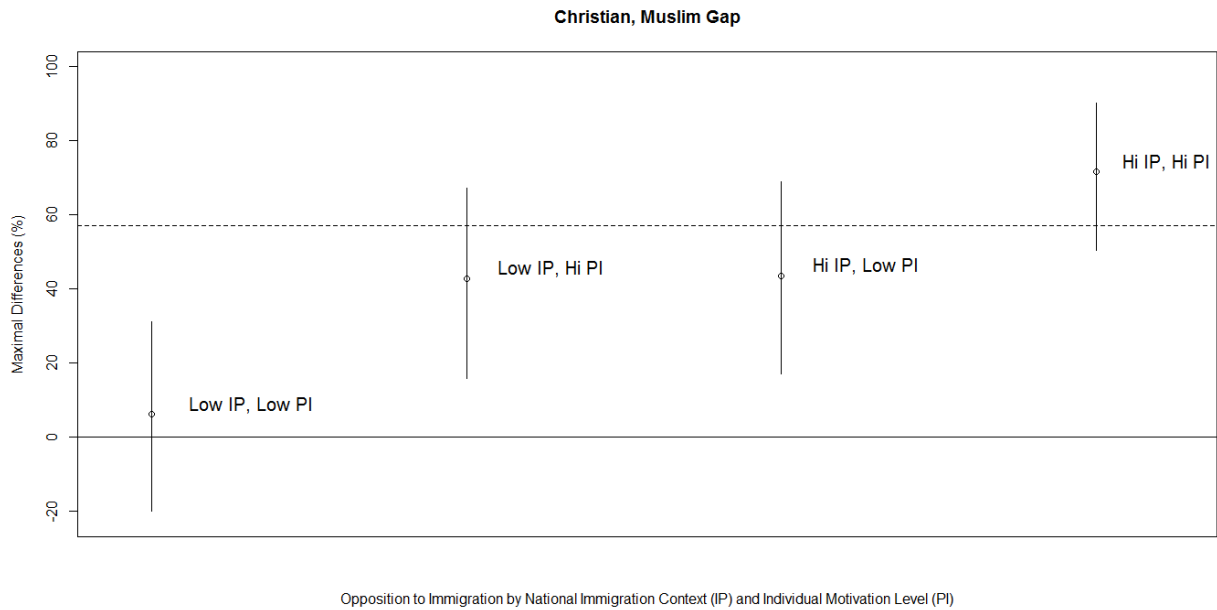 Christian, Muslim Gap
Maximal Differences (%)
100
80
60
40
20
0
-20
Hi IP, Hi PI
Low IP, Hi PI
Hi IP, Low PI
Low IP, Low PI
Opposition to Immigration by National Immigration Context (IP) and Individual Motivation Level (PI)